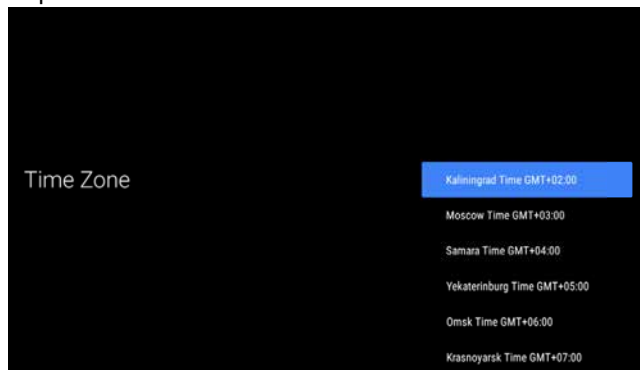 Time Zone
Kaliningrad Time GMT+02:00
Moscow Time GMT+03:00
Samara Time GMT+04:00
Yekaterinburg Time GMT+05:00
Omsk Time GMT+06:00
Krasnoyarsk Time GMT+07:00